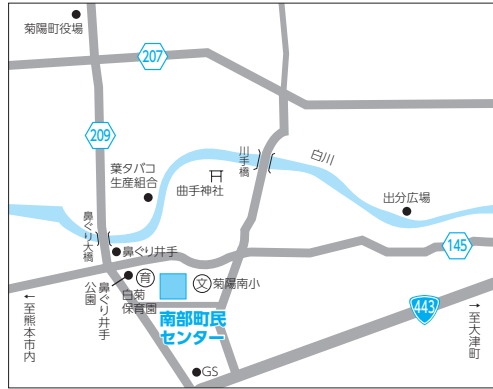 菊陽町役場
207
209
葉タバコ
生産組合
曲手神社
川手橋
白川
出分広場
鼻ぐり大橋
鼻ぐり井手
145
育
文
菊陽南小
白菊
保育園
鼻ぐり井手
公園
南部町民
センター
443
←至熊本市内
→至大津町
GS